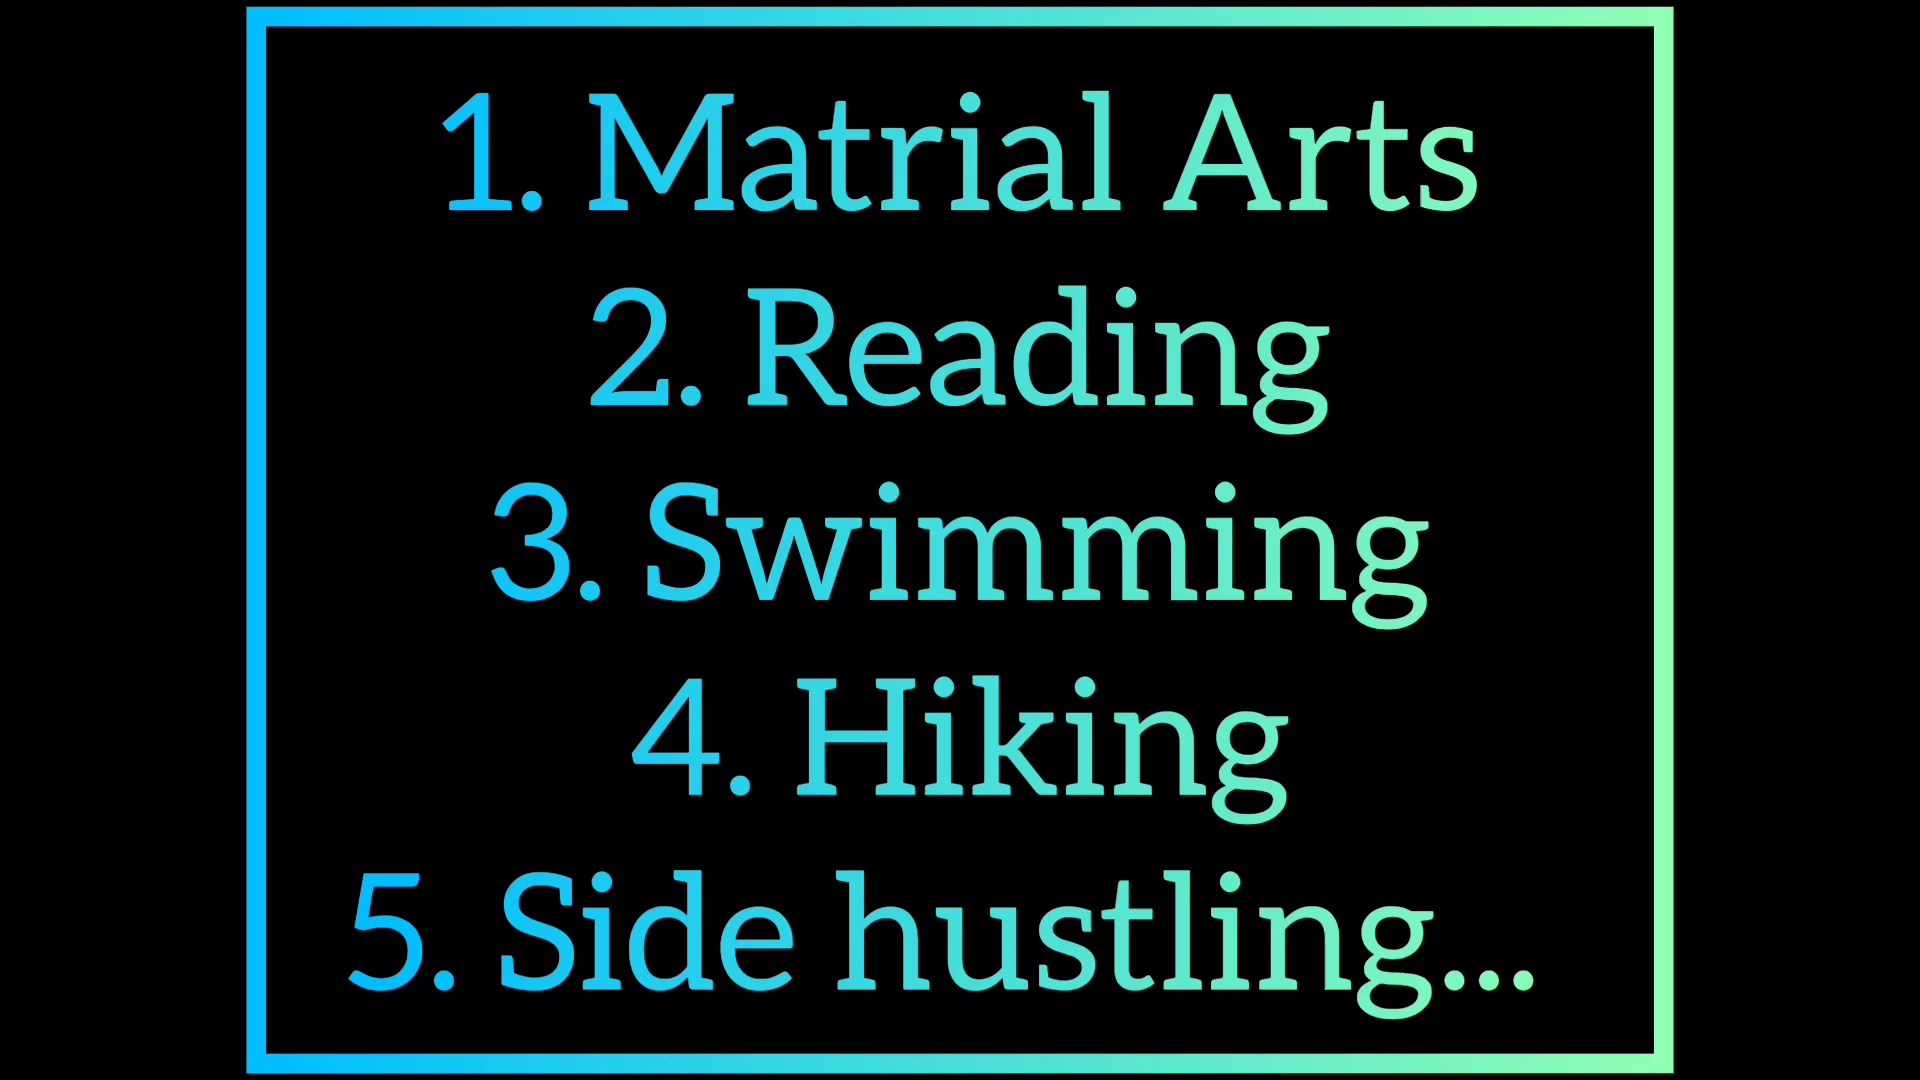 1. Matrial Arts
2. Reading
3. Swimming
4. Hiking
5. Side hustling...